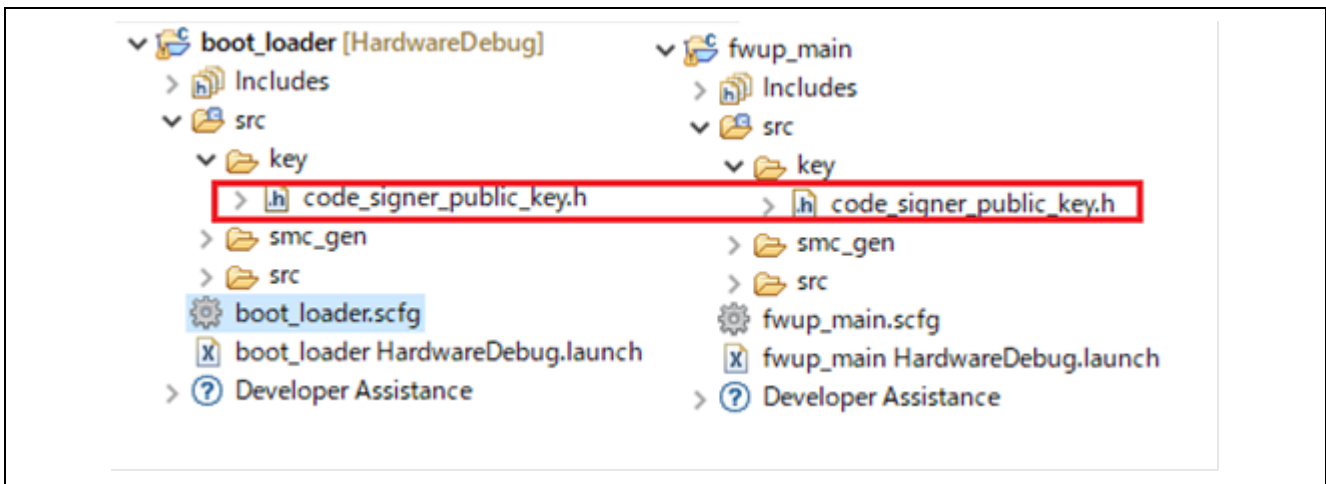 boot_loader [HardwareDebug]
Includes
src
key
code_signer_public_key.h
smc_gen
src
boot_loader.scfg
boot_loader HardwareDebug.launch
Developer Assistance
fwup_main
Includes
src
key
code_signer_public_key.h
smc_gen
src
fwup_main.scfg
fwup_main HardwareDebug.launch
Developer Assistance